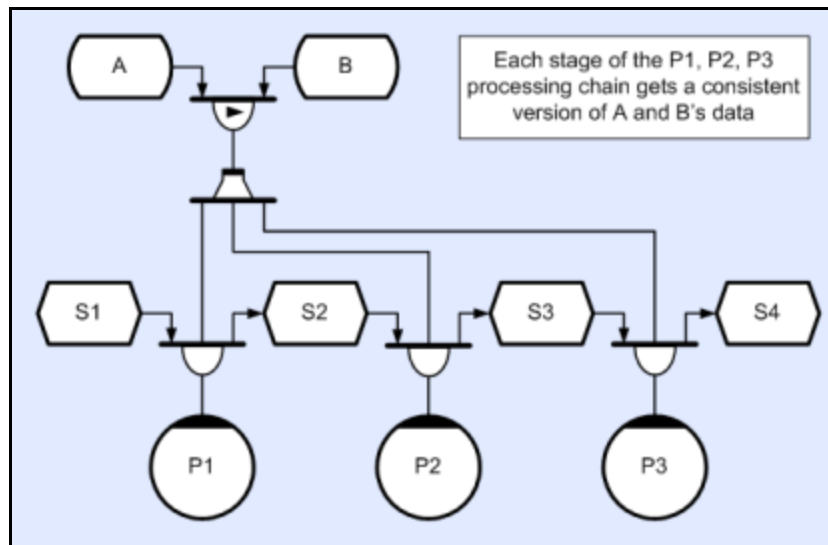 A
B
Each stage of the P1, P2, P3
processing chain gets a consistent
version of A and B's data
S1
S2
S3
S4
P1
P2
P3